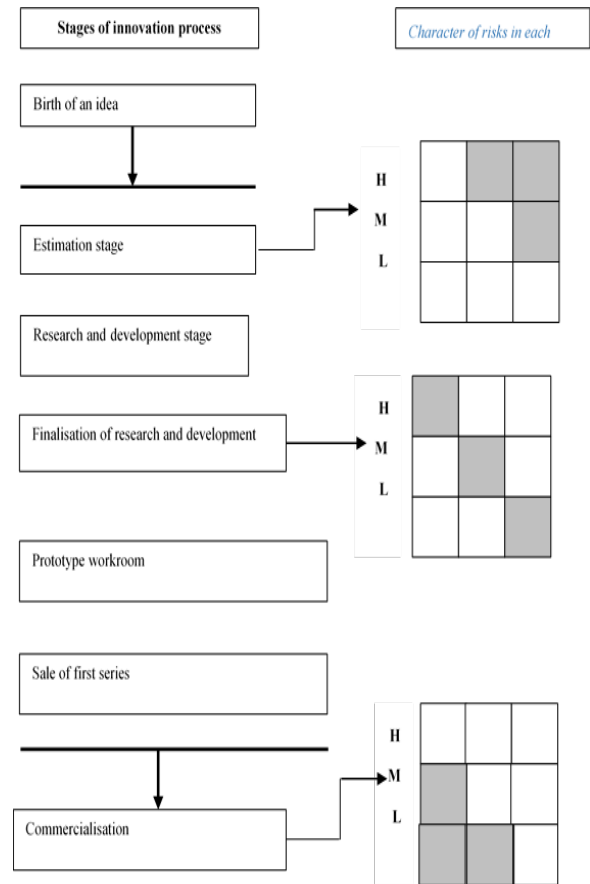 Stages of innovation process
Character of risks in each
Birth of an idea
H
M
Estimation stage
L
Research and development stage
H
Finalisation of research and development
M
L
Prototype workroom
Sale of first series
H
M
L
Commercialisation